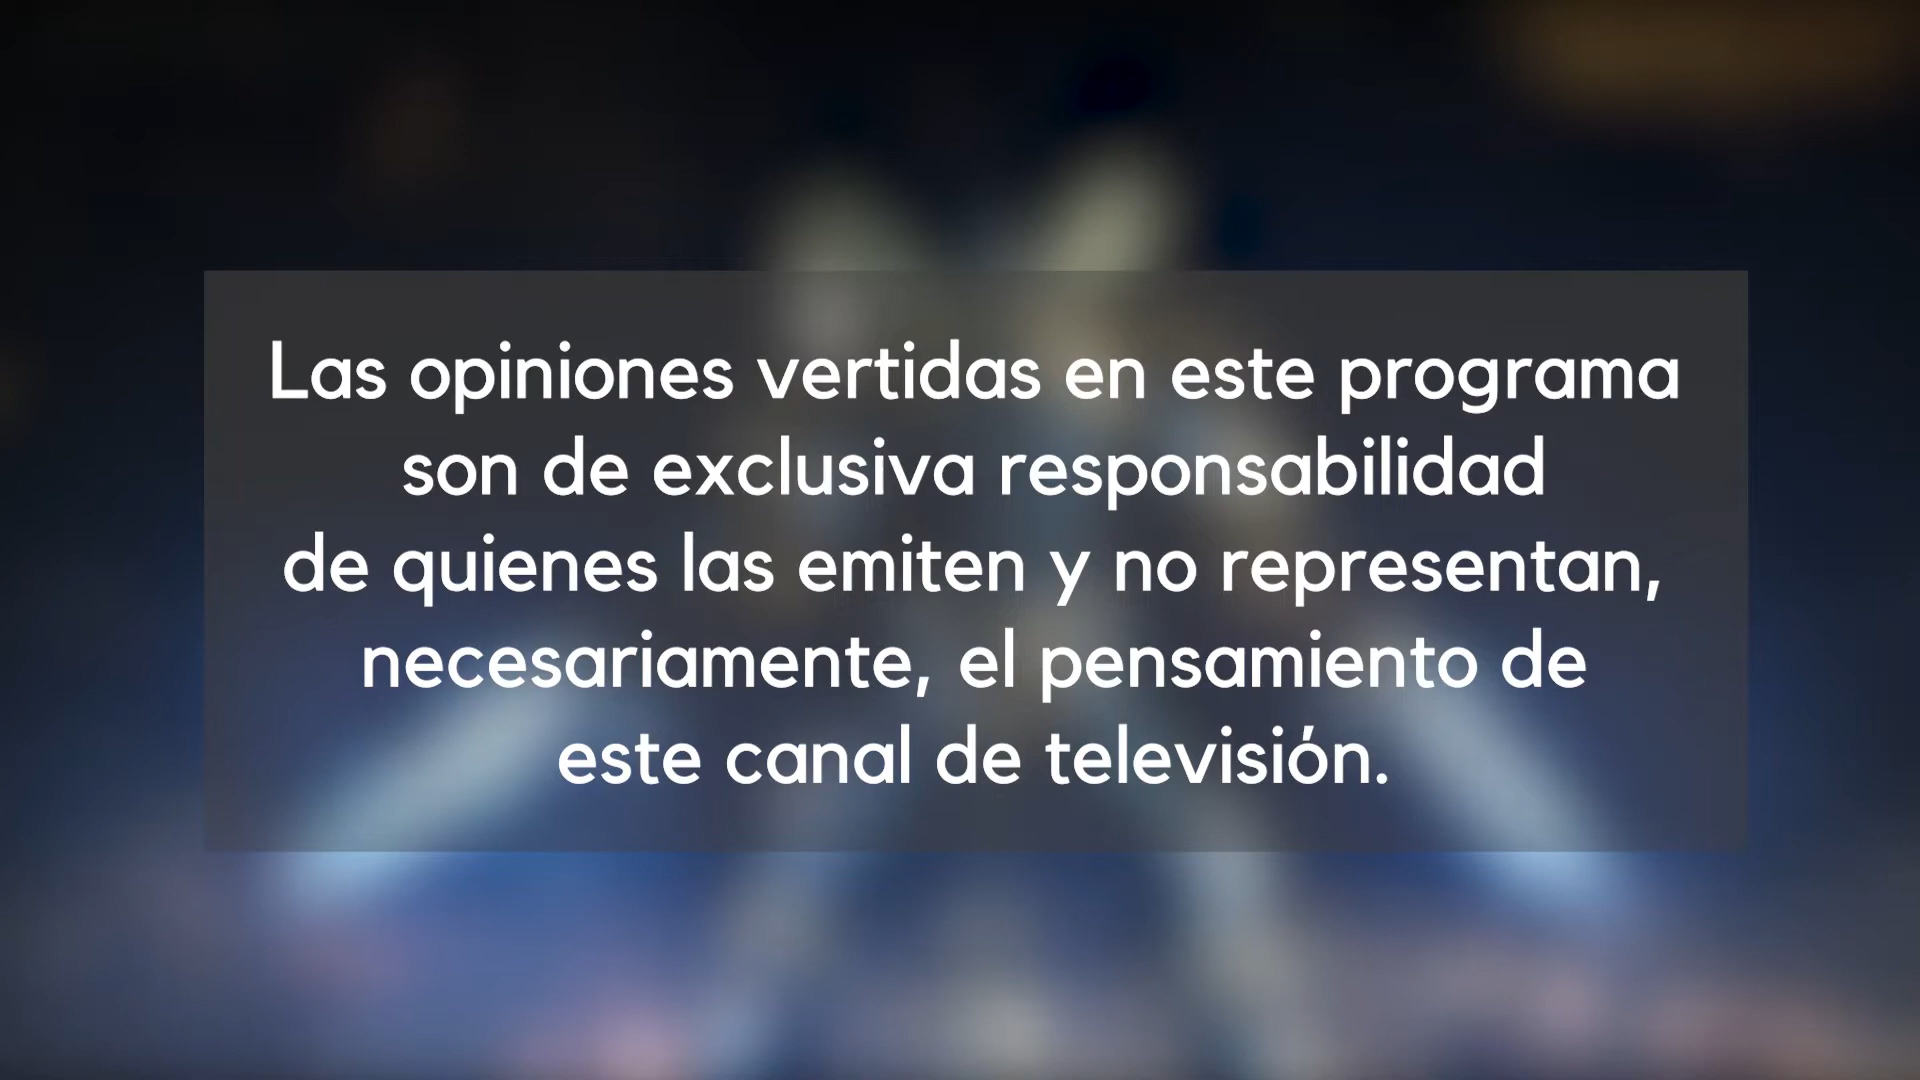 Las opiniones vertidas en este programa
son de exclusiva responsabilidad
de quienes las emiten y no representan,
necesariamente, el pensamiento de
este canal de televisión.